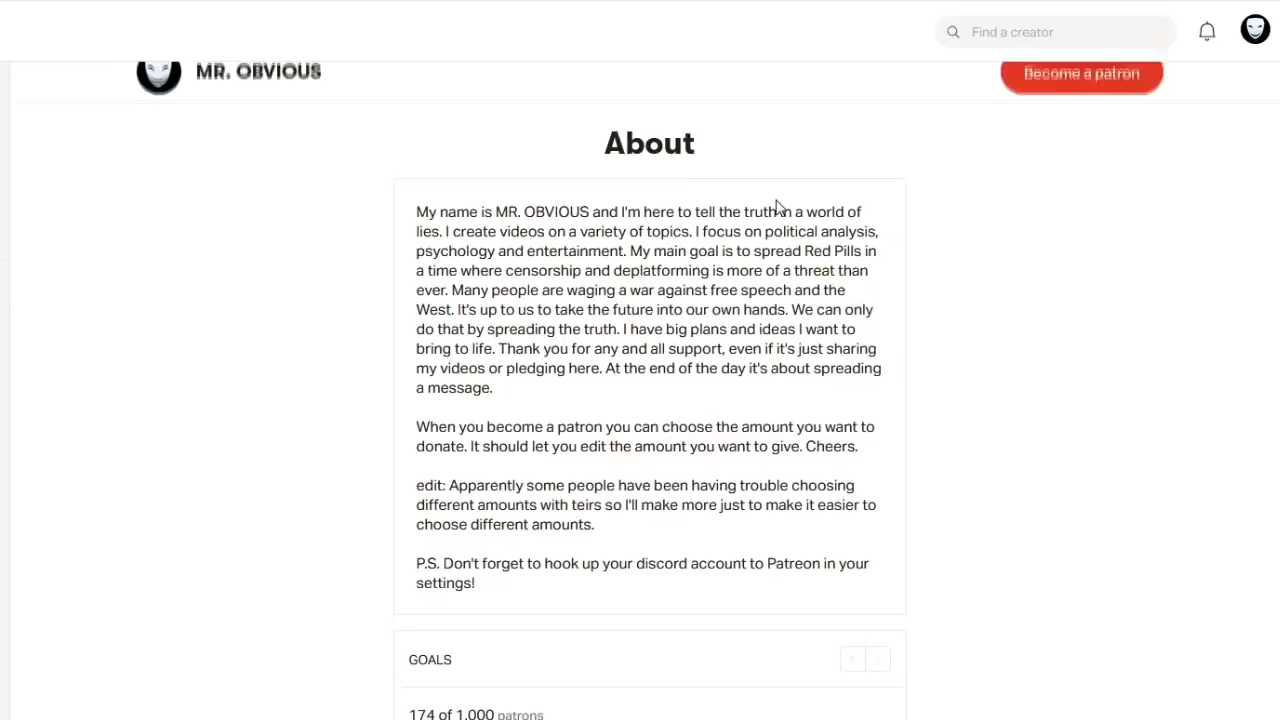 Find a creator
MR. OBVIOUS
Become a patron
About
My name is MR. OBVIOUS and I'm here to tell the truth in a world of
lies. I create videos on a variety of topics. I focus on political analysis,
psychology and entertainment. My main goal is to spread Red Pills in
a time where censorship and deplatforming is more of a threat than
ever. Many people are waging a war against free speech and the
West. It's up to us to take the future into our own hands. We can only
do that by spreading the truth. I have big plans and ideas I want to
bring to life. Thank you for any and all support, even if it's just sharing
my videos or pledging here. At the end of the day it's about spreading
a message.
When you become a patron you can choose the amount you want to
donate. It should let you edit the amount you want to give. Cheers.
edit: Apparently some people have been having trouble choosing
different amounts with teirs so I'll make more just to make it easier to
choose different amounts.
P.S. Don't forget to hook up your discord account to Patreon in your
settings!
GOALS
174 of 1,000 patrons